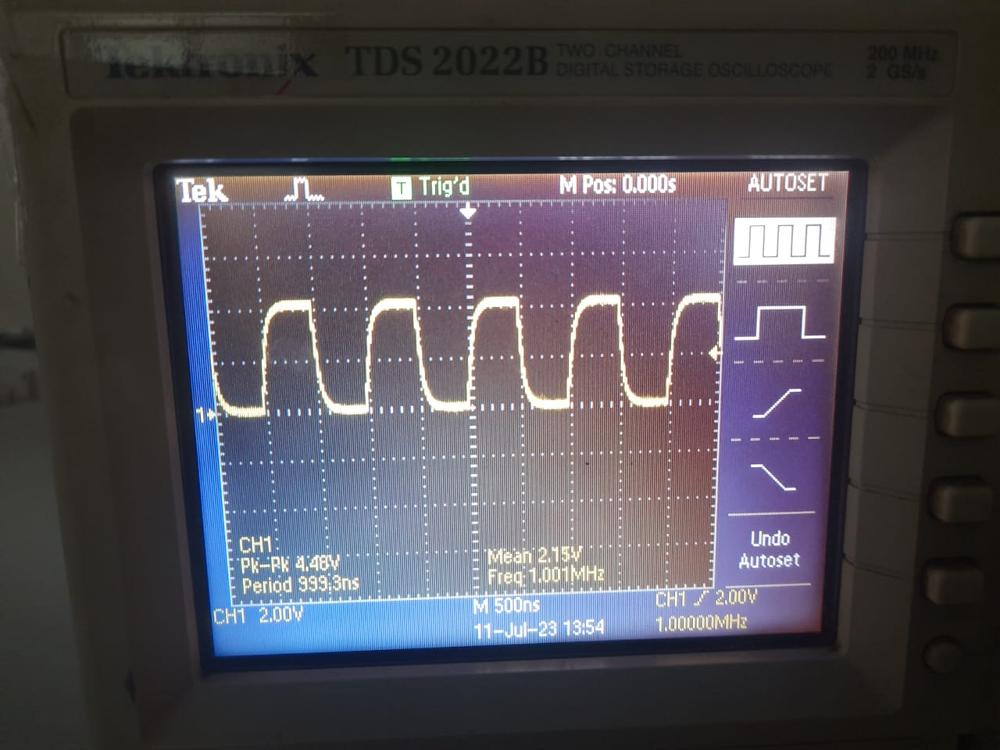 Tektronix TDS 2022B TWO CHANNEL 200 MHz
DIGITAL STORAGE OSCILLOSCOPE 2 GS/s
Tek T Trig'd M Pos: 0.000s AUTOSET
1
CH1
Pk-Pk 4.48V Mean 2.15V
Period 999.3ns Freq 1.001MHz
Undo
Autoset
CH1 2.00V M 500ns CH1 2.00V
11-Jul-23 13:54 1.00000MHz